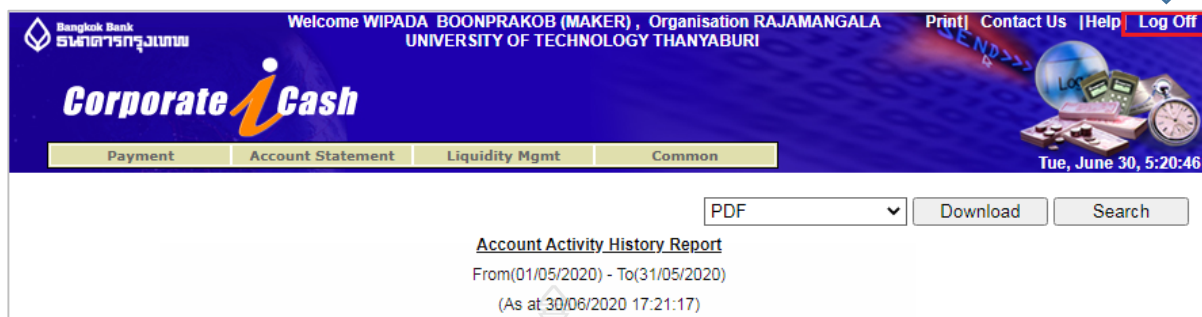 Bangkok Bank
ธนาคารกรุงเทพ
Welcome WIPADA BOONPRAKOB (MAKER) , Organisation RAJAMANGALA
UNIVERSITY OF TECHNOLOGY THANYABURI
Print| Contact Us |Help Log Off
SEND>>>
Corporate iCash
Payment Account Statement Liquidity Mgmt Common
Tue, June 30, 5:20:46
PDF Download Search
Account Activity History Report
From(01/05/2020) - To(31/05/2020)
(As at 30/06/2020 17:21:17)